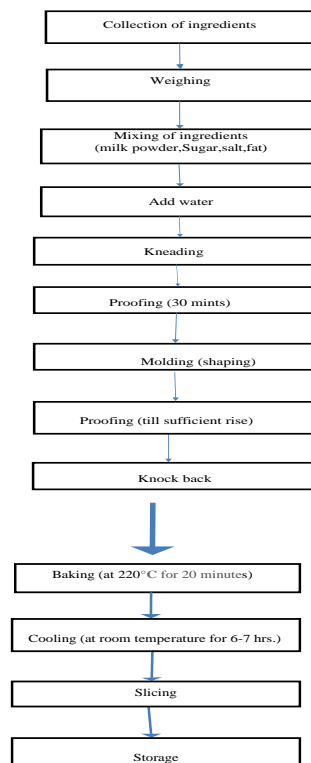 Collection of ingredients
Weighing
Mixing of ingredients
(milk powder,Sugar,salt,fat)
Add water
Kneading
Proofing (30 mints)
Molding (shaping)
Proofing (till sufficient rise)
Knock back
Baking (at 220°C for 20 minutes)
Cooling (at room temperature for 6-7 hrs.)
Slicing
Storage